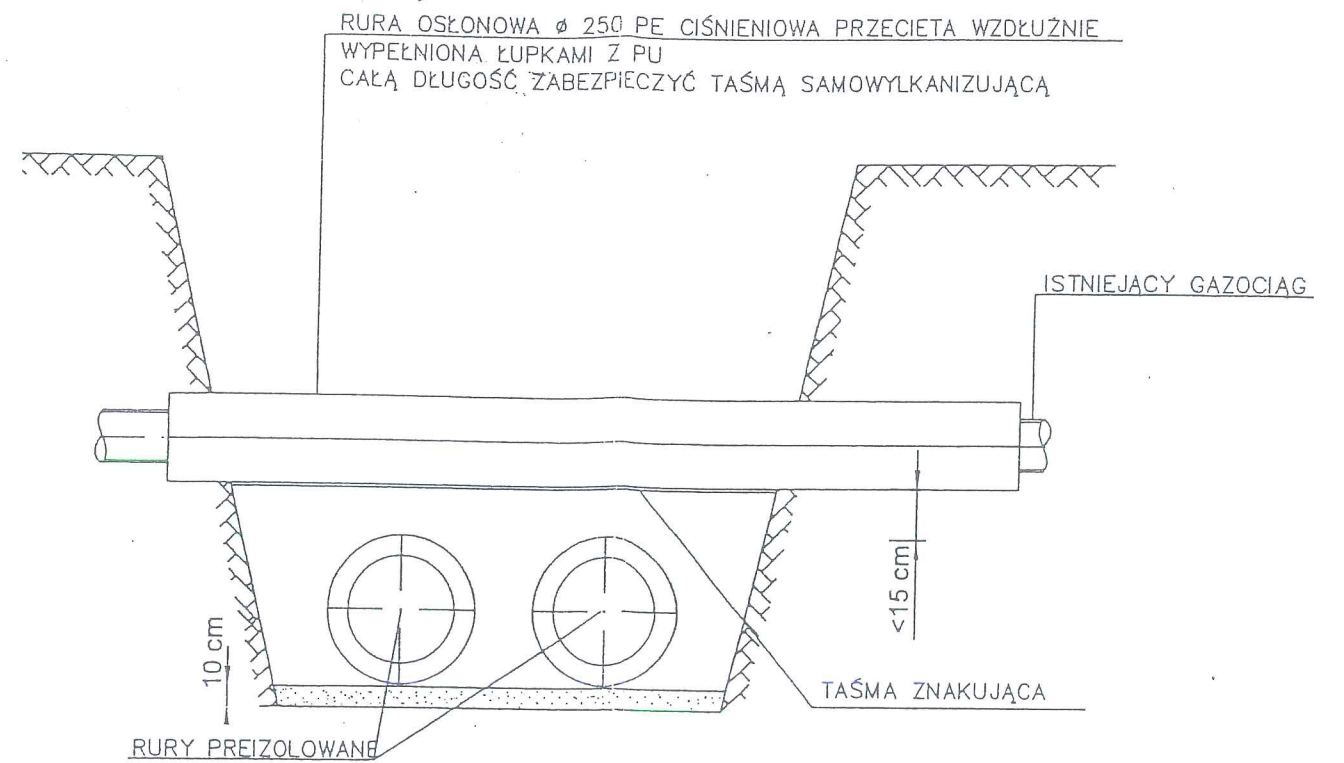 RURA OSŁONOWA ø 250 PE CIŚNIENIOWA PRZECIETA WZDŁUŻNIE
WYPEŁNIONA ŁUPKAMI Z PU
CAŁĄ DŁUGOŚĆ ZABEZPIECZYĆ TAŚMĄ SAMOWYLKANIZUJĄCĄ
ISTNIEJĄCY GAZOCIĄG
<15 cm
10 cm
TAŚMA ZNAKUJĄCA
RURY PREIZOLOWANE